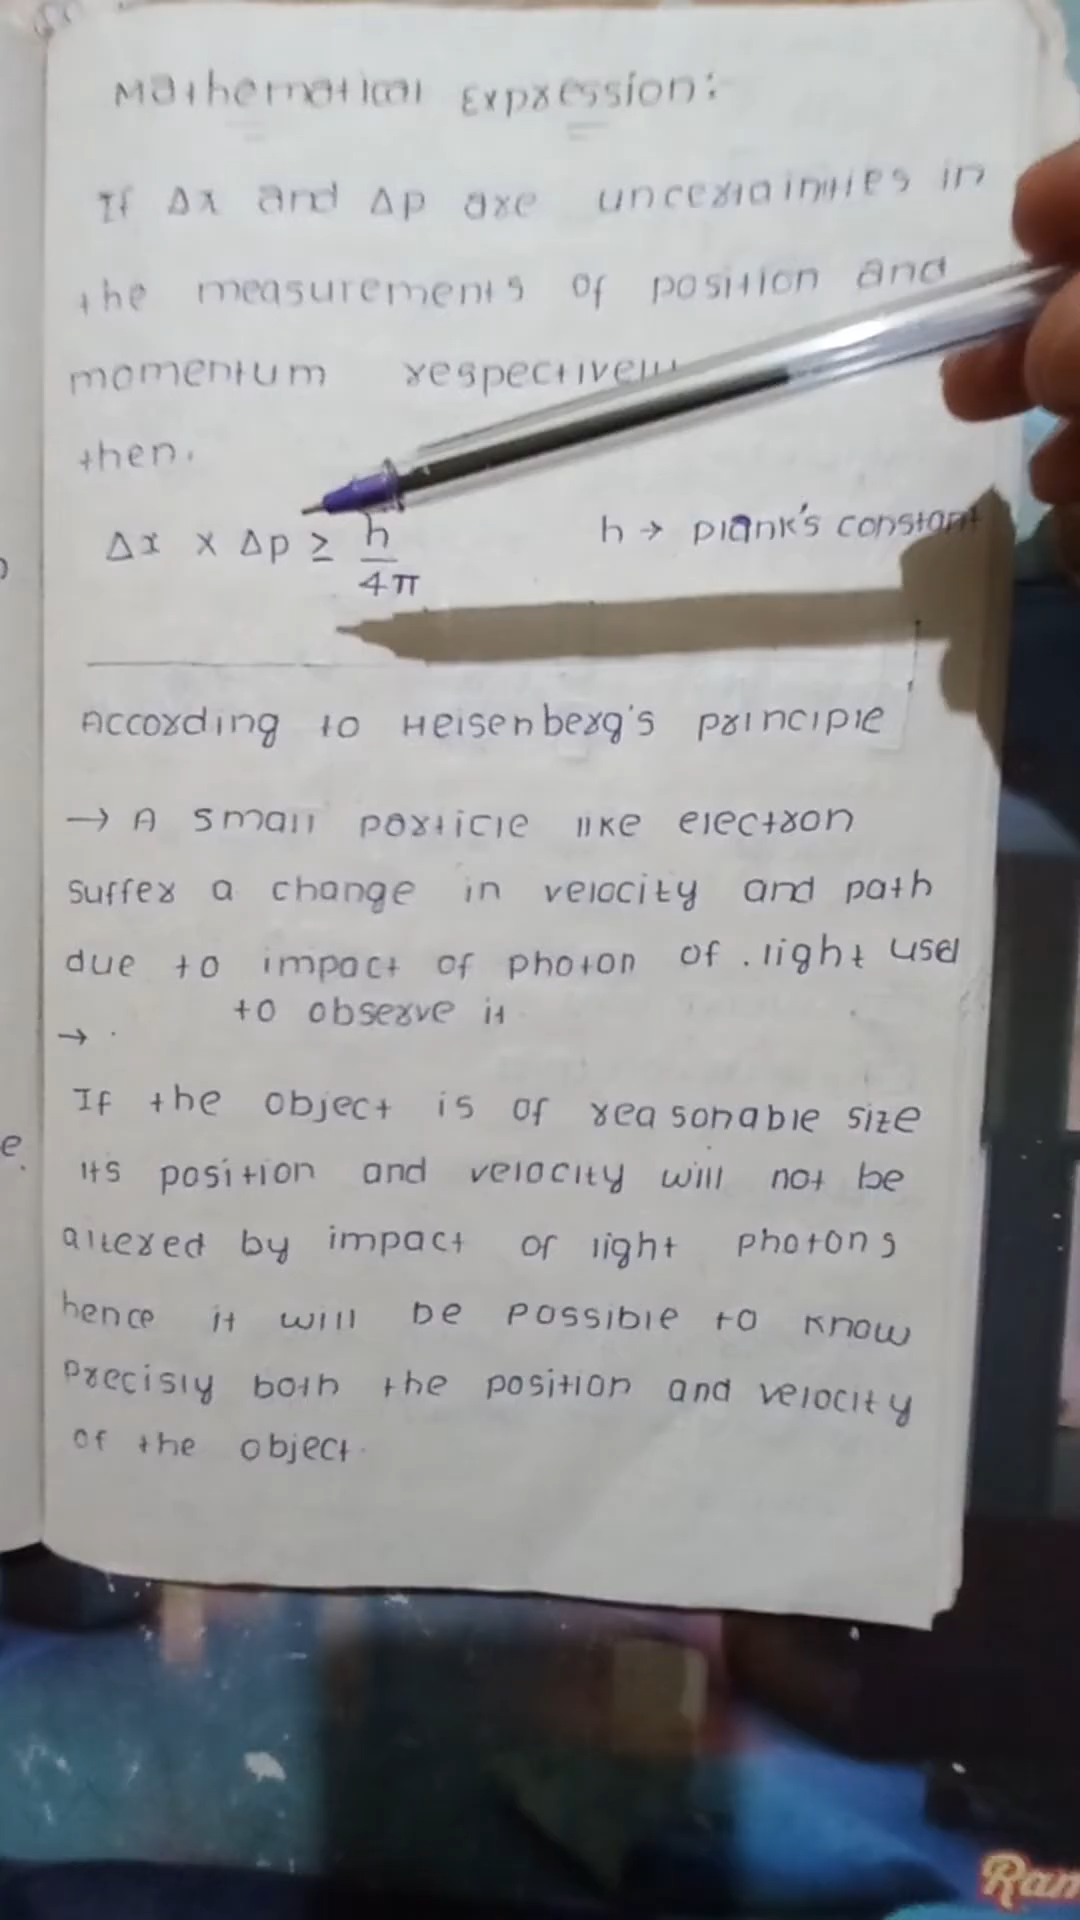 Mathematical Expression:-
If Δx and Δp are uncertainities in
the measurements of position and
momentum respectively
then.
Δx × Δp ≥ h/4π h → plank's constant
According to Heisenberg's principle
→ A small particle like electron
suffer a change in velocity and path
due to impact of photon of . light used
to observe it
→ .
If the object is of reasonable size
its position and velocity will not be
altered by impact of light photons
hence it will be possible to know
precisly both the position and velocity
of the object.
e.
Ram